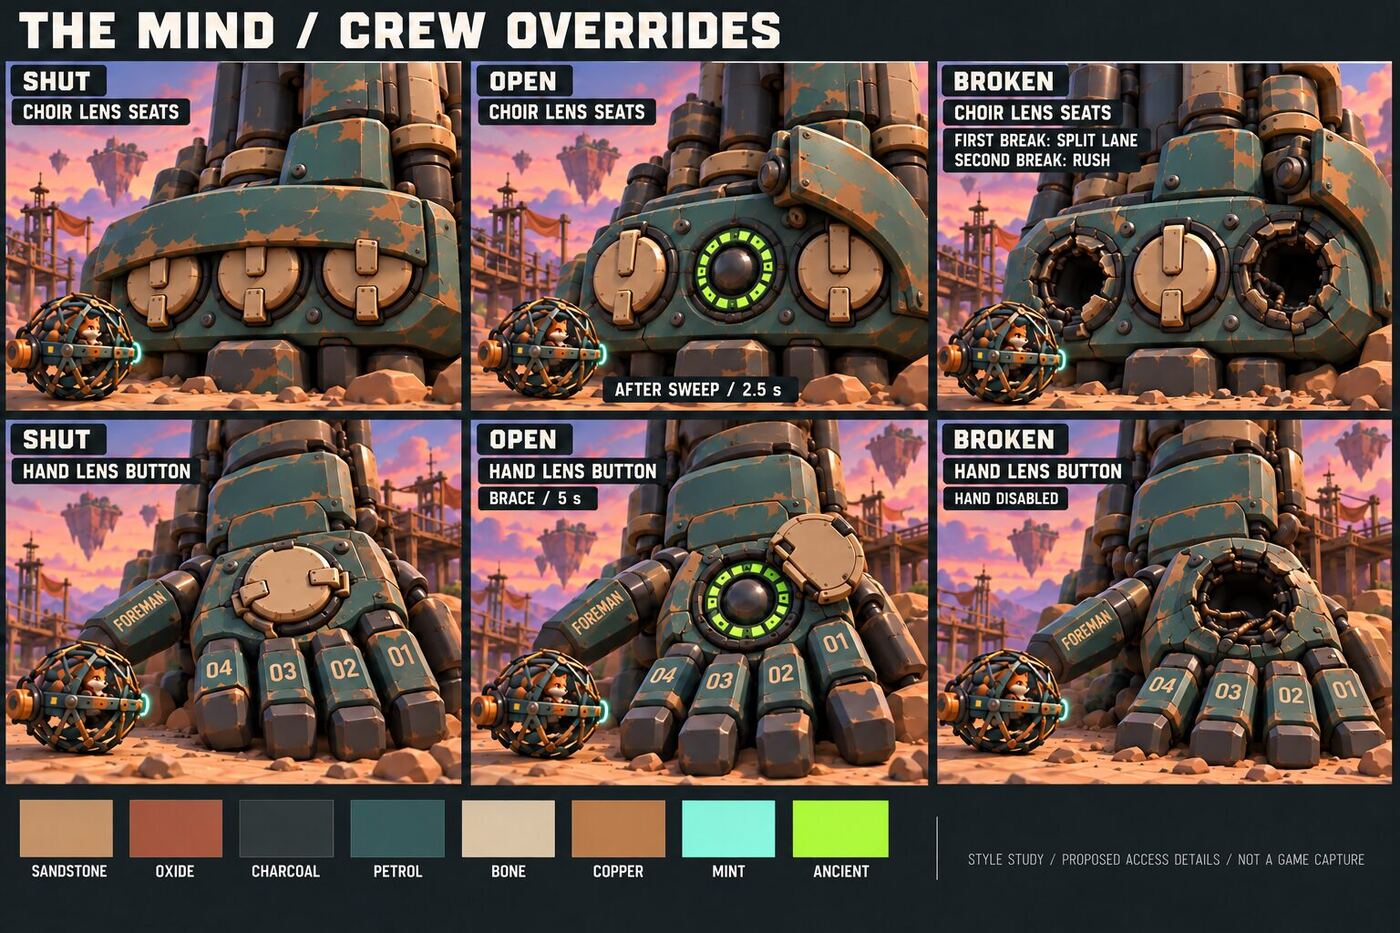 THE MIND / CREW OVERRIDES
SHUT
CHOIR LENS SEATS
OPEN
CHOIR LENS SEATS
AFTER SWEEP / 2.5 s
BROKEN
CHOIR LENS SEATS
FIRST BREAK: SPLIT LANE
SECOND BREAK: RUSH
SHUT
HAND LENS BUTTON
FOREMAN
04
03
02
01
OPEN
HAND LENS BUTTON
BRACE / 5 s
FOREMAN
04
03
02
01
BROKEN
HAND LENS BUTTON
HAND DISABLED
FOREMAN
04
03
02
01
SANDSTONE
OXIDE
CHARCOAL
PETROL
BONE
COPPER
MINT
ANCIENT
STYLE STUDY / PROPOSED ACCESS DETAILS / NOT A GAME CAPTURE